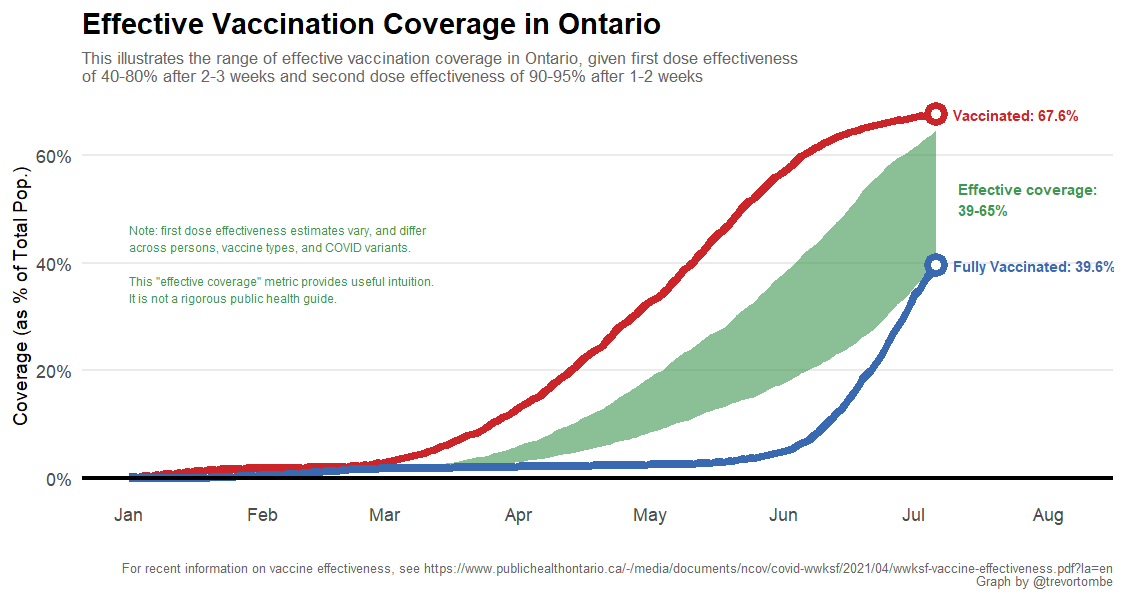 Effective Vaccination Coverage in Ontario
This illustrates the range of effective vaccination coverage in Ontario, given first dose effectiveness
of 40-80% after 2-3 weeks and second dose effectiveness of 90-95% after 1-2 weeks
Coverage (as % of Total Pop.)
60%
40%
20%
0%
Vaccinated: 67.6%
Effective coverage:
39-65%
Fully Vaccinated: 39.6%
Note: first dose effectiveness estimates vary, and differ
across persons, vaccine types, and COVID variants.
This "effective coverage" metric provides useful intuition.
It is not a rigorous public health guide.
Jan Feb Mar Apr May Jun Jul Aug
For recent information on vaccine effectiveness, see https://www.publichealthontario.ca/-/media/documents/ncov/covid-wwksf/2021/04/wwksf-vaccine-effectiveness.pdf?la=en
Graph by @trevortombe